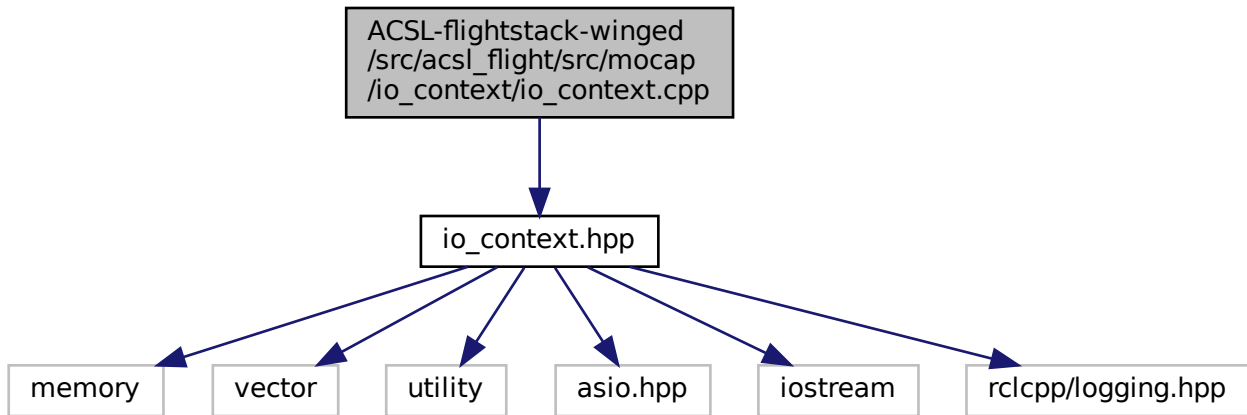 ACSL-flightstack-winged
/src/acsl_flight/src/mocap
/io_context/io_context.cpp
io_context.hpp
memory
vector
utility
asio.hpp
iostream
rclcpp/logging.hpp